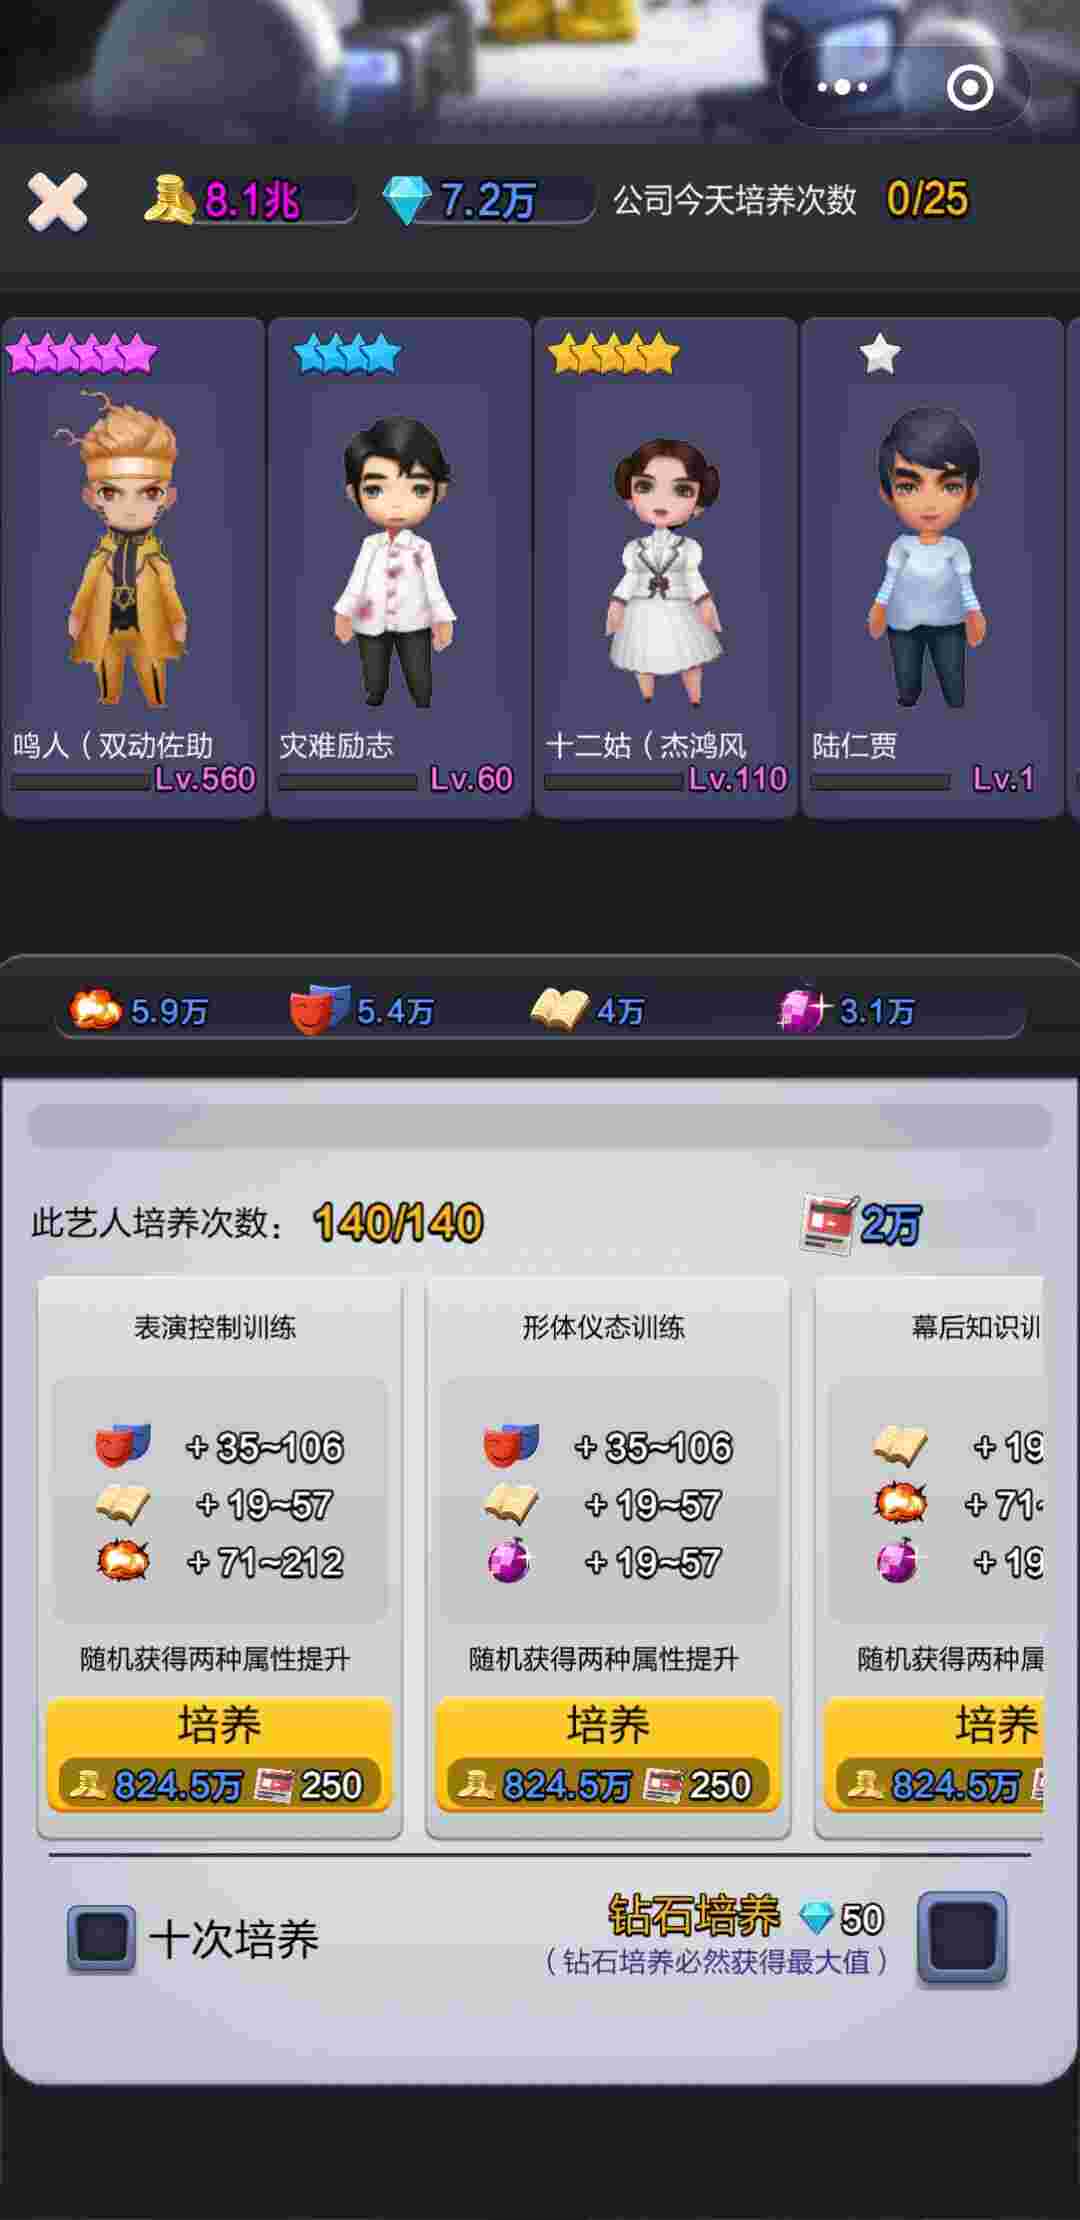 8.1兆 7.2万 公司今天培养次数 0/25
鸣人（双动佐助 灾难励志 十二姑（杰鸿风 陆仁贾
Lv.560 Lv.60 Lv.110 Lv.1
5.9万 5.4万 4万 3.1万
此艺人培养次数： 140/140 2万
表演控制训练 形体仪态训练 幕后知识训
+35~106 +35~106 +19
+19~57 +19~57 +71~
+71~212 +19~57 +19
随机获得两种属性提升 随机获得两种属性提升 随机获得两种属
培养 培养 培养
824.5万 250 824.5万 250 824.5万
十次培养 钻石培养 50
（钻石培养必然获得最大值）